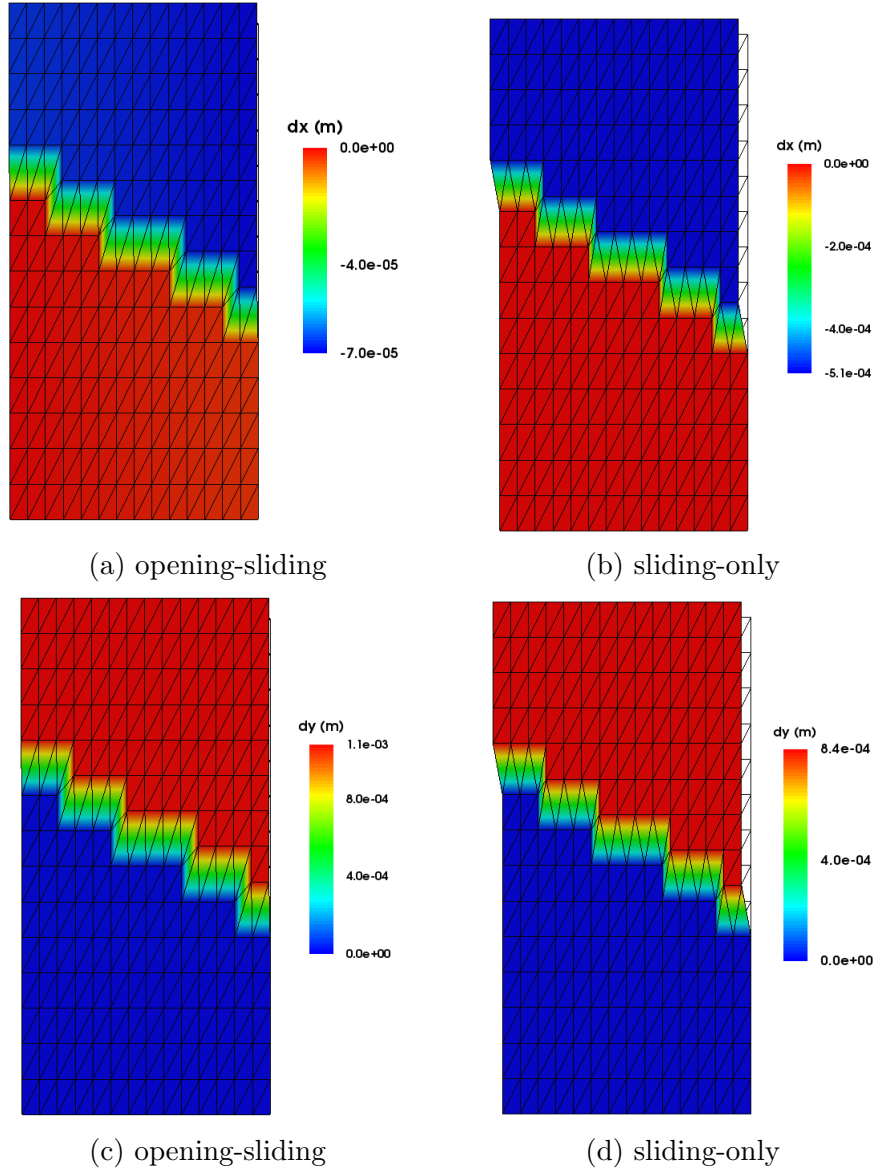 dx (m)
0.0e+00
-4.0e-05
-7.0e-05
dx (m)
0.0e+00
-2.0e-04
-4.0e-04
-5.1e-04
(a) opening-sliding
(b) sliding-only
dy (m)
1.1e-03
8.0e-04
4.0e-04
0.0e+00
dy (m)
8.4e-04
4.0e-04
0.0e+00
(c) opening-sliding
(d) sliding-only